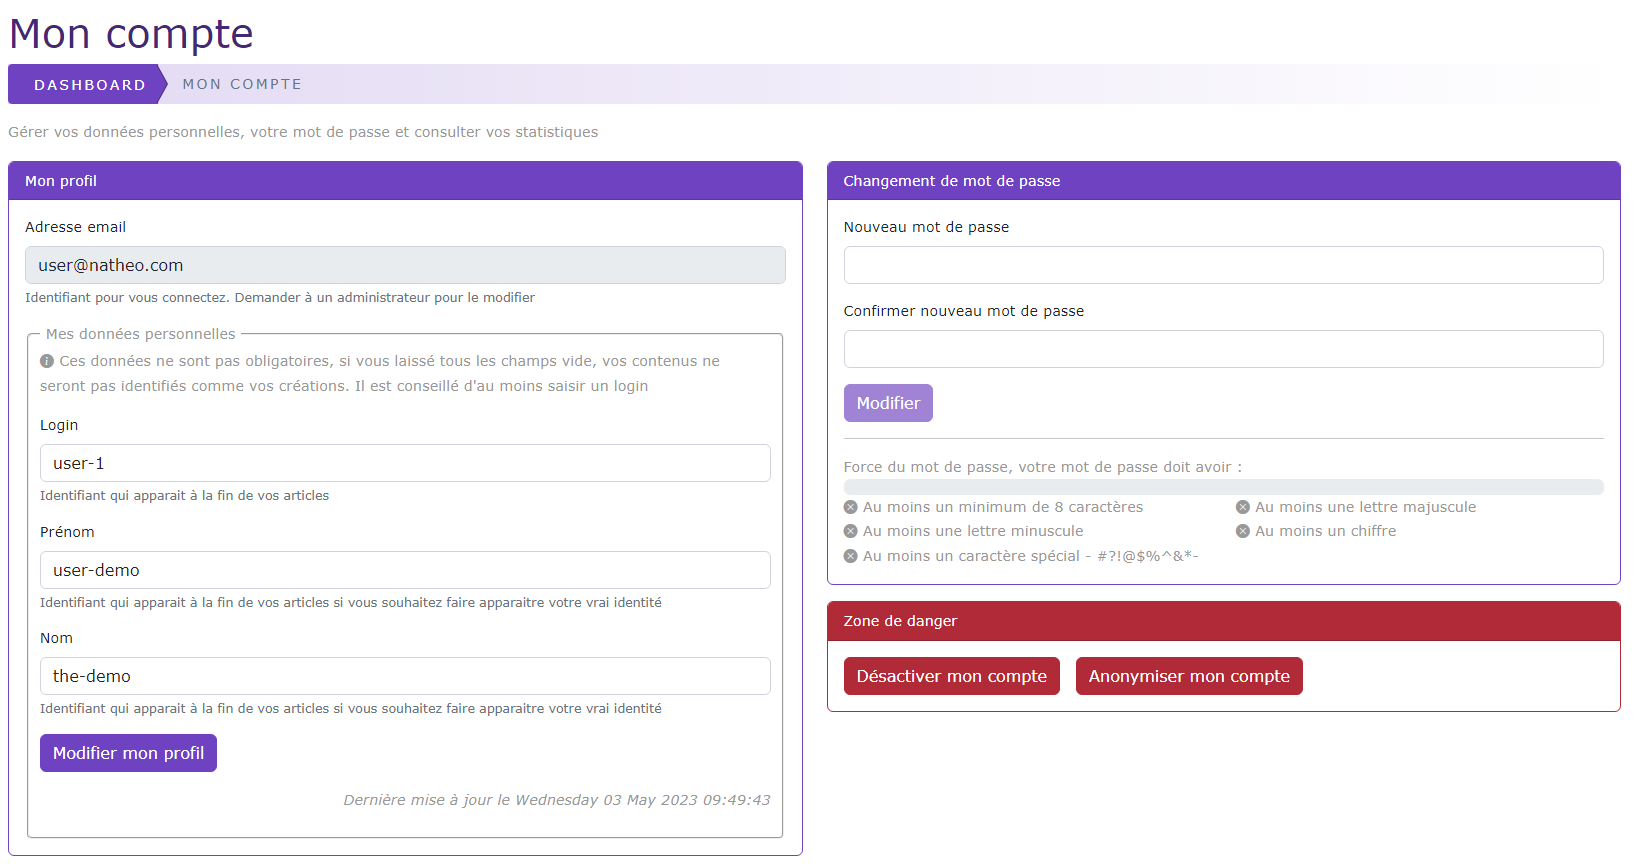 Mon compte
DASHBOARD
MON COMPTE
Gérer vos données personnelles, votre mot de passe et consulter vos statistiques
Mon profil
Adresse email
user@natheo.com
Identifiant pour vous connectez. Demander à un administrateur pour le modifier
Mes données personnelles
Ces données ne sont pas obligatoires, si vous laissé tous les champs vide, vos contenus ne
seront pas identifiés comme vos créations. Il est conseillé d'au moins saisir un login
Login
user-1
Identifiant qui apparait à la fin de vos articles
Prénom
user-demo
Identifiant qui apparait à la fin de vos articles si vous souhaitez faire apparaitre votre vrai identité
Nom
the-demo
Identifiant qui apparait à la fin de vos articles si vous souhaitez faire apparaitre votre vrai identité
Modifier mon profil
Dernière mise à jour le Wednesday 03 May 2023 09:49:43
Changement de mot de passe
Nouveau mot de passe
Confirmer nouveau mot de passe
Modifier
Force du mot de passe, votre mot de passe doit avoir :
Au moins un minimum de 8 caractères
Au moins une lettre majuscule
Au moins une lettre minuscule
Au moins un chiffre
Au moins un caractère spécial - #?!@$%^&*-
Zone de danger
Désactiver mon compte
Anonymiser mon compte